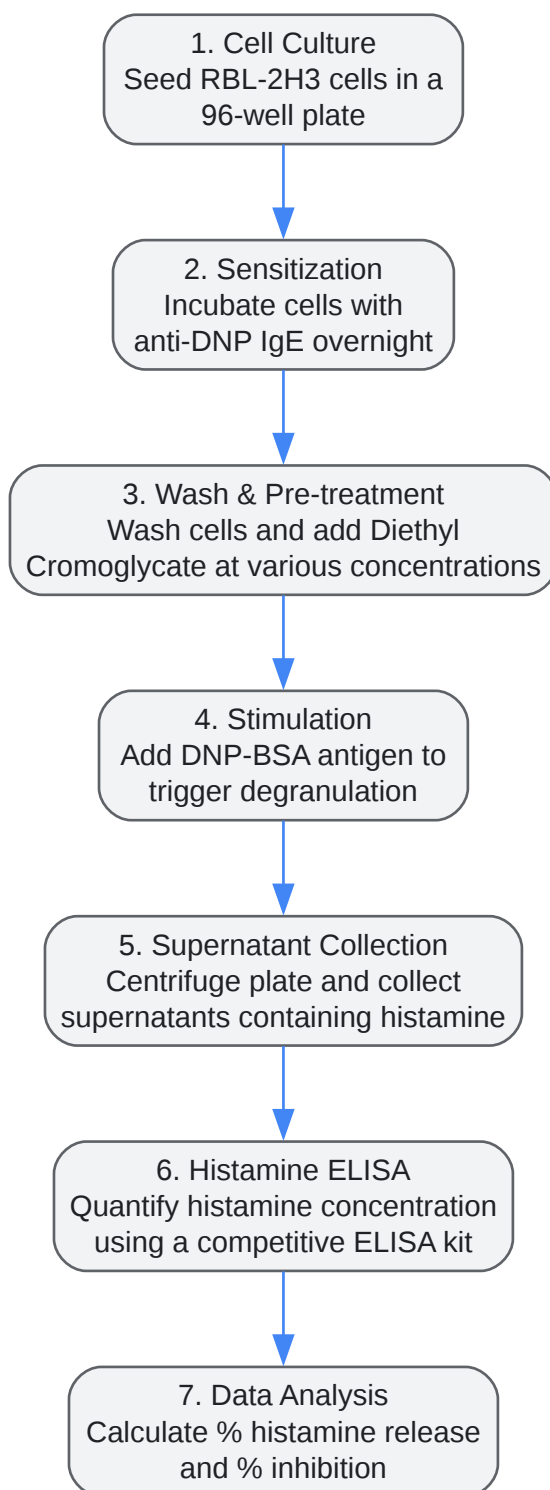 1. Cell Culture
Seed RBL-2H3 cells in a
96-well plate
2. Sensitization
Incubate cells with
anti-DNP IgE overnight
3. Wash & Pre-treatment
Wash cells and add Diethyl
Cromoglycate at various concentrations
4. Stimulation
Add DNP-BSA antigen to
trigger degranulation
5. Supernatant Collection
Centrifuge plate and collect
supernatants containing histamine
6. Histamine ELISA
Quantify histamine concentration
using a competitive ELISA kit
7. Data Analysis
Calculate % histamine release
and % inhibition